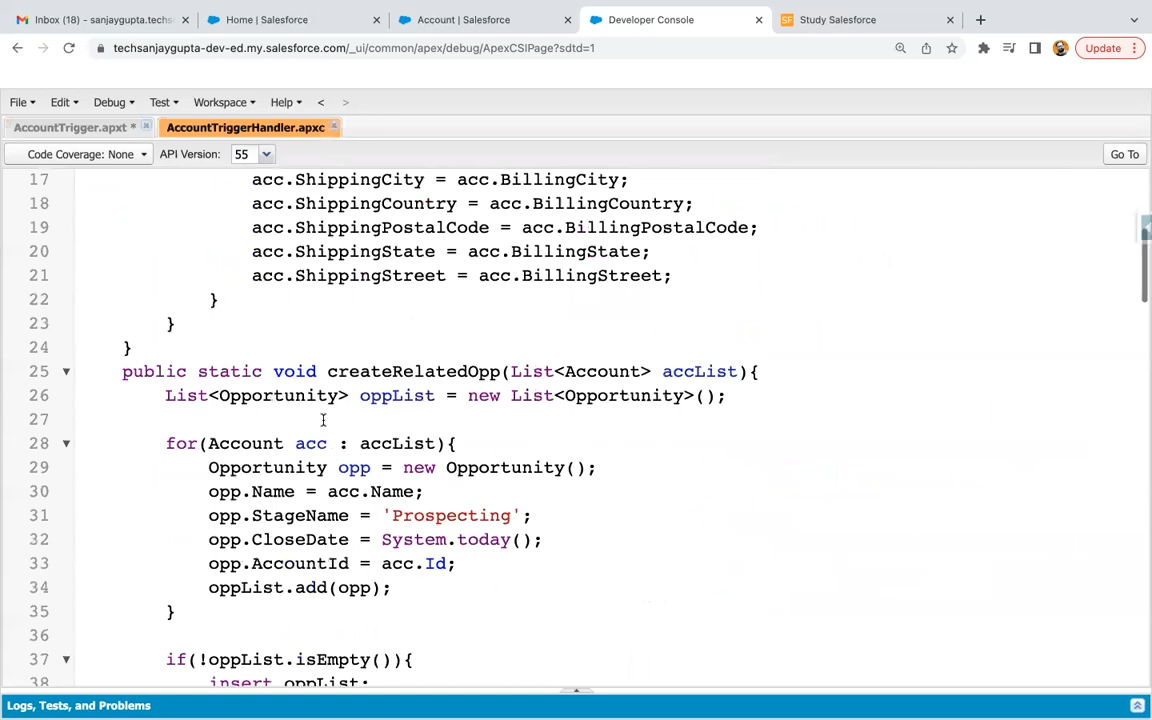 Inbox (18) - sanjaygupta.techs
Home | Salesforce
Account | Salesforce
Developer Console
Study Salesforce
techsanjaygupta-dev-ed.my.salesforce.com/_ui/common/apex/debug/ApexCSIPage?sdtd=1
Update
File Edit Debug Test Workspace Help < >
AccountTrigger.apxt * AccountTriggerHandler.apxc
Code Coverage: None API Version: 55 Go To
17 acc.ShippingCity = acc.BillingCity;
18 acc.ShippingCountry = acc.BillingCountry;
19 acc.ShippingPostalCode = acc.BillingPostalCode;
20 acc.ShippingState = acc.BillingState;
21 acc.ShippingStreet = acc.BillingStreet;
22 }
23 }
24 }
25 public static void createRelatedOpp(List<Account> accList){
26 List<Opportunity> oppList = new List<Opportunity>();
27
28 for(Account acc : accList){
29 Opportunity opp = new Opportunity();
30 opp.Name = acc.Name;
31 opp.StageName = 'Prospecting';
32 opp.CloseDate = System.today();
33 opp.AccountId = acc.Id;
34 oppList.add(opp);
35 }
36
37 if(!oppList.isEmpty()){
38 insert oppList;
Logs, Tests, and Problems